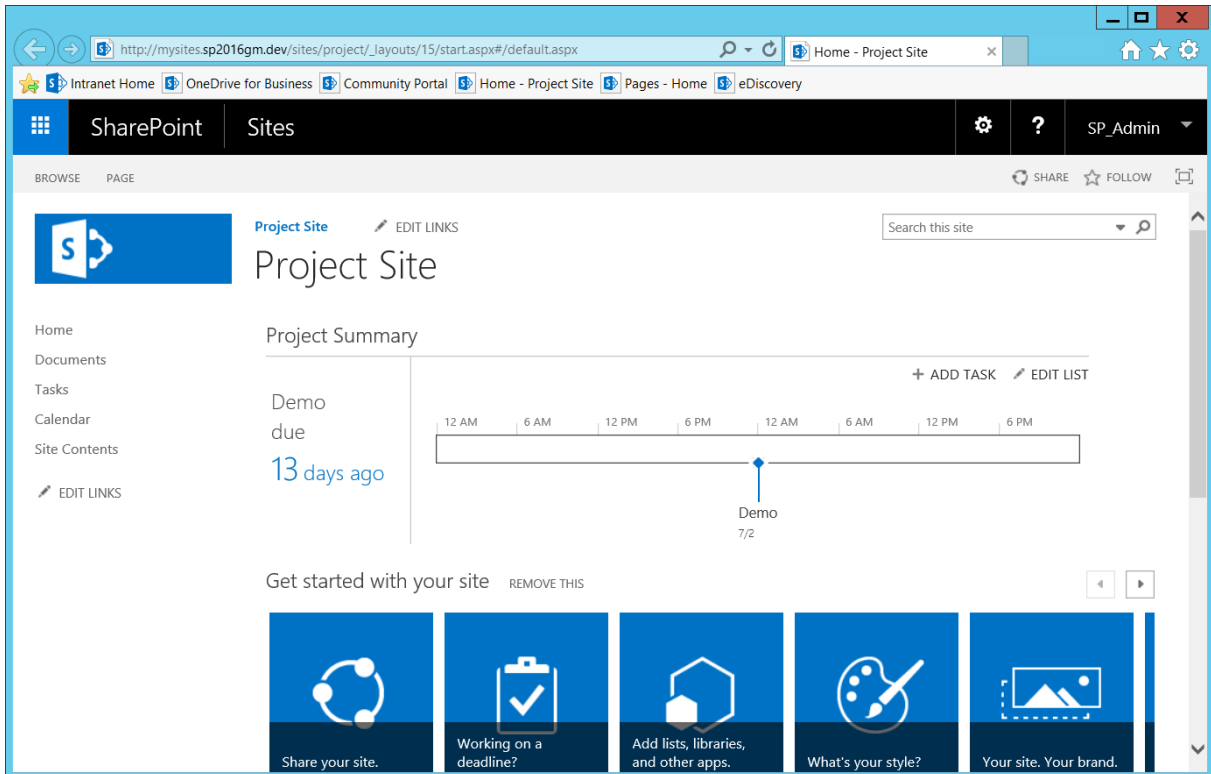 http://mysites.sp2016gm.dev/sites/project/_layouts/15/start.aspx#/default.aspx
Home - Project Site
Intranet Home OneDrive for Business Community Portal Home - Project Site Pages - Home eDiscovery
SharePoint Sites ? SP_Admin
BROWSE PAGE SHARE FOLLOW
Project Site EDIT LINKS Search this site
Project Site
Home
Documents
Tasks
Calendar
Site Contents
EDIT LINKS
Project Summary
+ ADD TASK EDIT LIST
Demo
due
13 days ago
12 AM 6 AM 12 PM 6 PM 12 AM 6 AM 12 PM 6 PM
Demo
7/2
Get started with your site REMOVE THIS
Share your site.
Working on a
deadline?
Add lists, libraries,
and other apps.
What's your style?
Your site. Your brand.